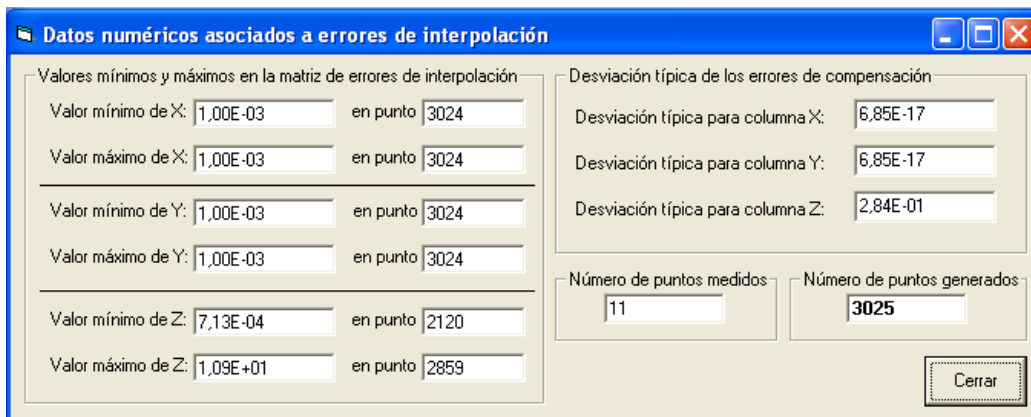 Datos numéricos asociados a errores de interpolación
Valores mínimos y máximos en la matriz de errores de interpolación
Valor mínimo de X: 1,00E-03 en punto 3024
Valor máximo de X: 1,00E-03 en punto 3024
Valor mínimo de Y: 1,00E-03 en punto 3024
Valor máximo de Y: 1,00E-03 en punto 3024
Valor mínimo de Z: 7,13E-04 en punto 2120
Valor máximo de Z: 1,09E+01 en punto 2859
Desviación típica de los errores de compensación
Desviación típica para columna X: 6,85E-17
Desviación típica para columna Y: 6,85E-17
Desviación típica para columna Z: 2,84E-01
Número de puntos medidos
11
Número de puntos generados
3025
Cerrar